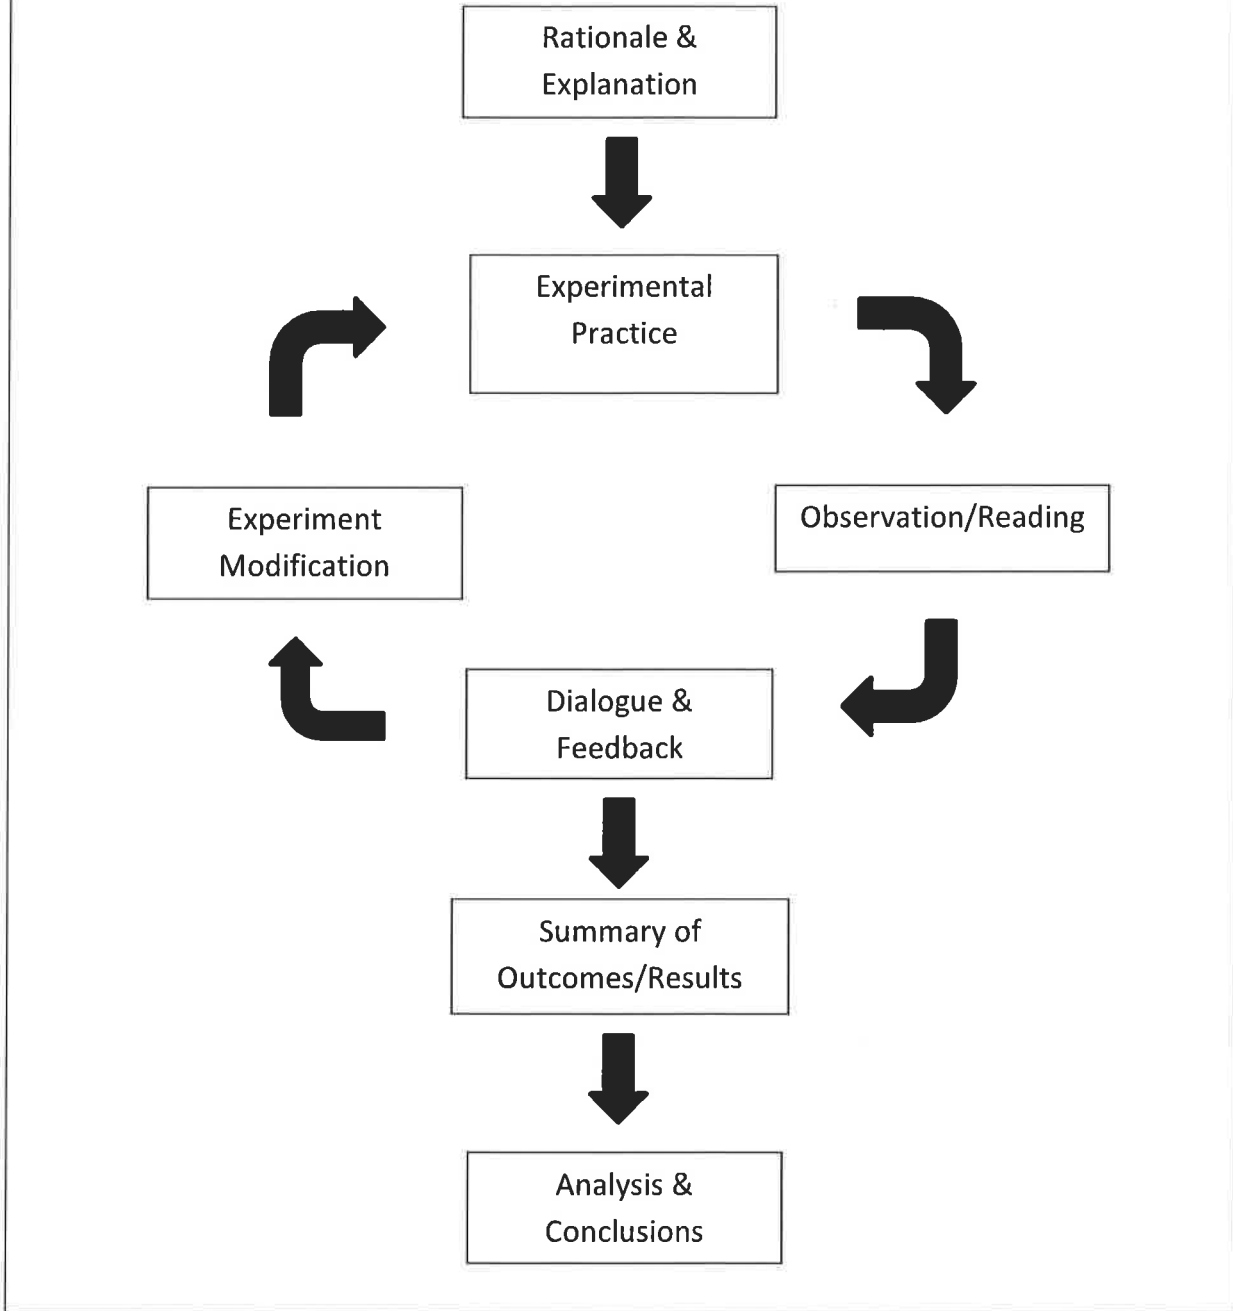 Rationale &
Explanation
Experimental
Practice
Experiment
Modification
Observation/Reading
Dialogue &
Feedback
Summary of
Outcomes/Results
Analysis &
Conclusions